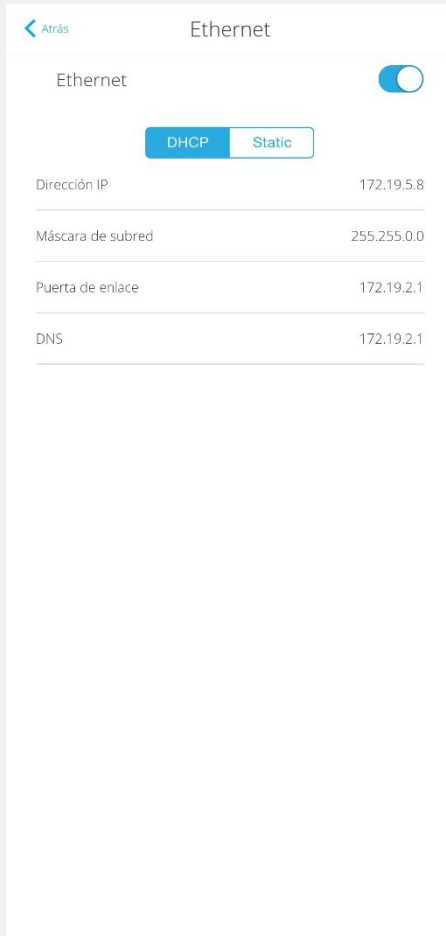 Atrás
Ethernet
Ethernet
DHCP Static
Dirección IP 172.19.5.8
Máscara de subred 255.255.0.0
Puerta de enlace 172.19.2.1
DNS 172.19.2.1